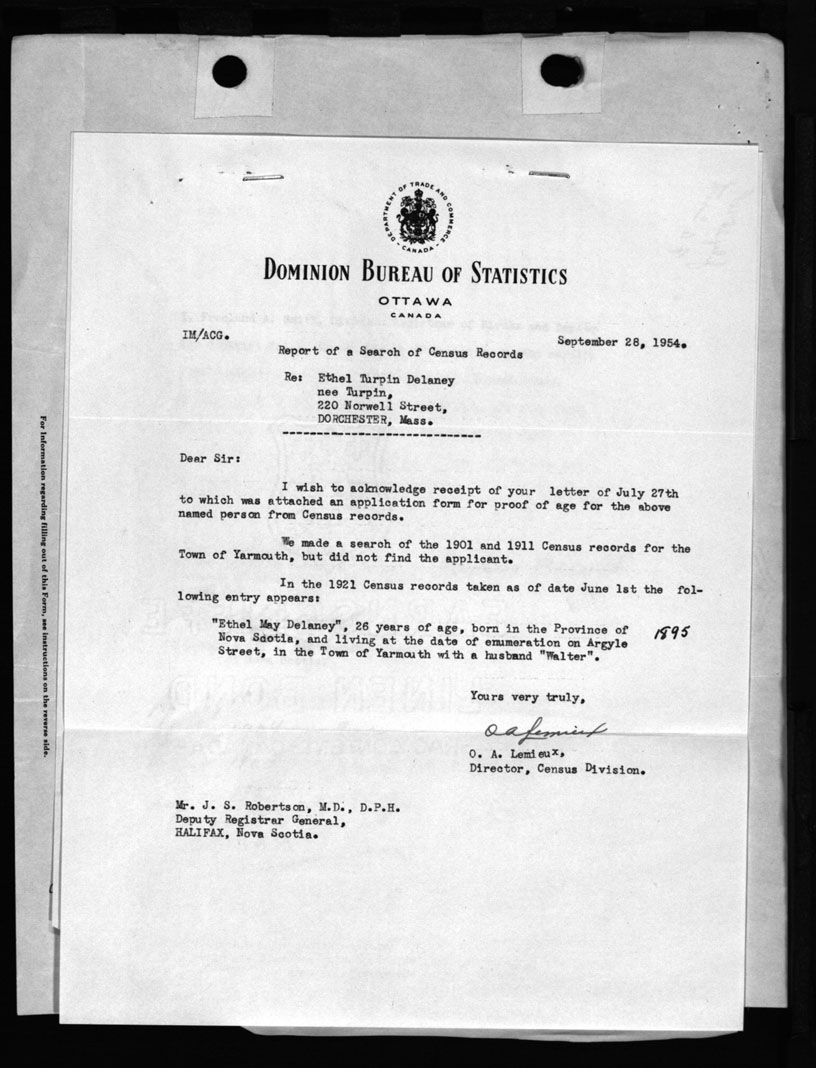 DEPARTMENT OF TRADE AND COMMERCE
CANADA
DOMINION BUREAU OF STATISTICS
OTTAWA
CANADA
IM/ACG.
September 28, 1954.
Report of a Search of Census Records
Re: Ethel Turpin Delaney
nee Turpin,
220 Norwell Street,
DORCHESTER, Mass.
Dear Sir:
I wish to acknowledge receipt of your letter of July 27th
to which was attached an application form for proof of age for the above
named person from Census records.
We made a search of the 1901 and 1911 Census records for the
Town of Yarmouth, but did not find the applicant.
In the 1921 Census records taken as of date June 1st the fol-
lowing entry appears:
"Ethel May Delaney", 26 years of age, born in the Province of
Nova Scotia, and living at the date of enumeration on Argyle
Street, in the Town of Yarmouth with a husband "Walter".
1895
Yours very truly,
O A Lemieux
O. A. Lemieux,
Director, Census Division.
Mr. J. S. Robertson, M.D., D.P.H.
Deputy Registrar General,
HALIFAX, Nova Scotia.
For information regarding filling out of this Form, see instructions on the reverse side.